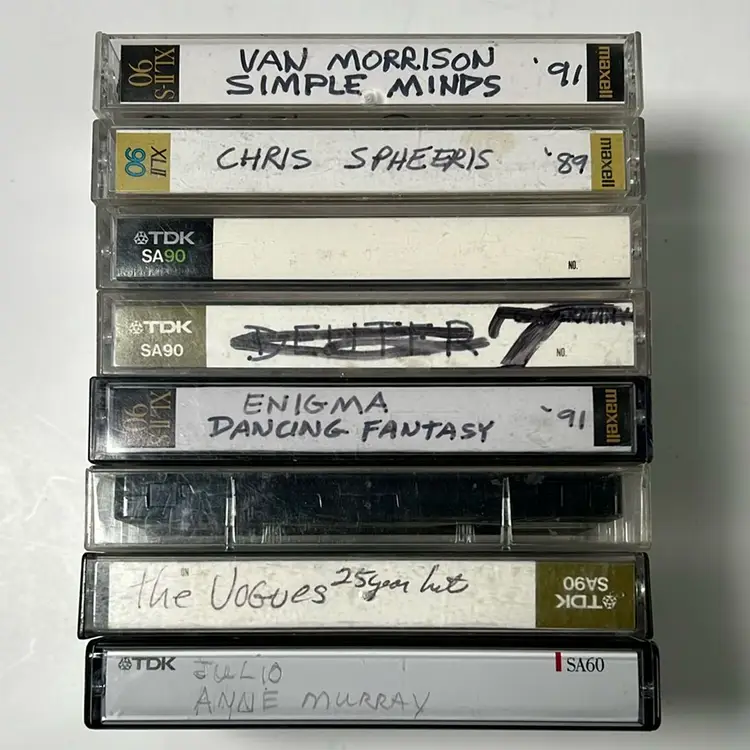 XLII-S 90
VAN MORRISON
SIMPLE MINDS
'91
maxell
XLII 90
CHRIS SPHEERIS
'89
maxell
TDK
SA90
NO.
TDK
SA90
DEUTER
7
NO.
XLII-S 90
ENIGMA
DANCING FANTASY
'91
maxell
the VOGUES 25 year hit
TDK
SA90
TDK
JULIO
ANNE MURRAY
SA60